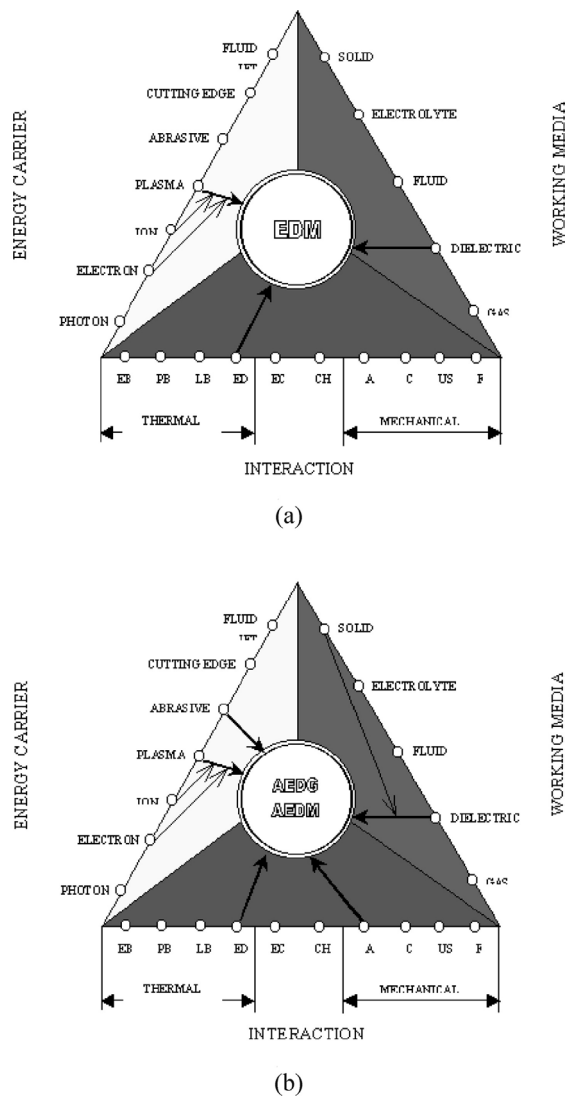 FLUID
SOLID
CUTTING EDGE
ELECTROLYTE
ABRASIVE
ENERGY CARRIER
WORKING MEDIA
PLASMA
FLUID
ION
EDM
DIELECTRIC
ELECTRON
PHOTON
GAS
EB PB LB ED EC CH A C US F
THERMAL MECHANICAL
INTERACTION
(a)
FLUID
SOLID
CUTTING EDGE
ELECTROLYTE
ABRASIVE
ENERGY CARRIER
WORKING MEDIA
PLASMA
FLUID
ION
AEDG
AEDM
DIELECTRIC
ELECTRON
PHOTON
GAS
EB PB LB ED EC CH A C US F
THERMAL MECHANICAL
INTERACTION
(b)